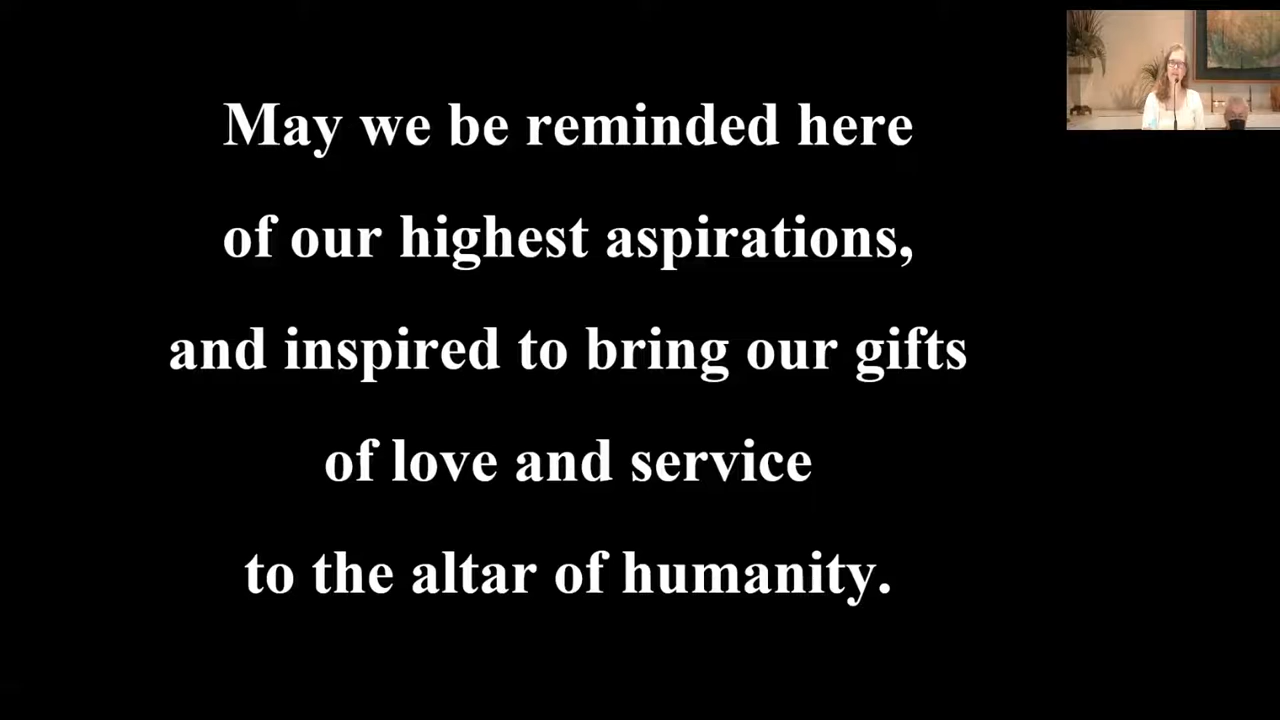 May we be reminded here
of our highest aspirations,
and inspired to bring our gifts
of love and service
to the altar of humanity.